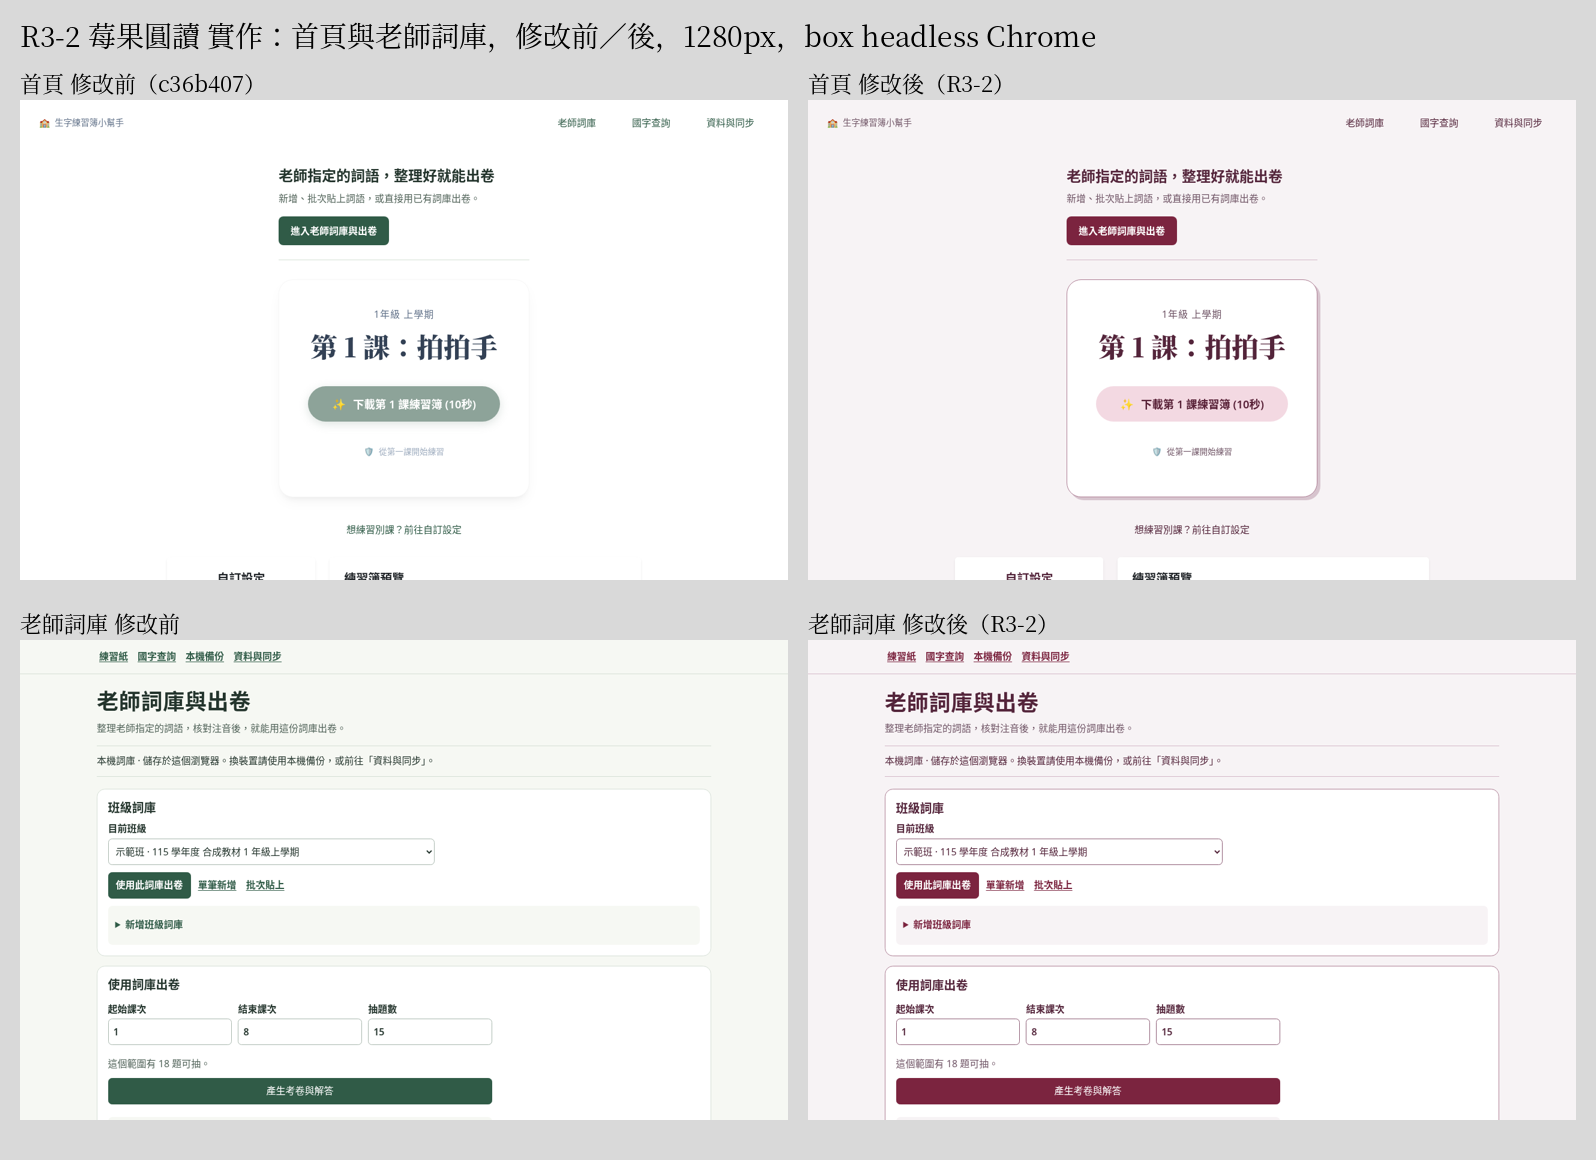 R3-2 莓果圓讀 實作：首頁與老師詞庫，修改前／後，1280px，box headless Chrome
首頁 修改前（c36b407）
🏫 生字練習簿小幫手
老師詞庫 國字查詢 資料與同步
老師指定的詞語，整理好就能出卷
新增、批次貼上詞語，或直接用已有詞庫出卷。
進入老師詞庫與出卷
1年級 上學期
第 1 課：拍拍手
✨ 下載第 1 課練習簿 (10秒)
🛡️ 從第一課開始練習
想練習別課？前往自訂設定
自訂設定 練習簿預覽
首頁 修改後（R3-2）
🏫 生字練習簿小幫手
老師詞庫 國字查詢 資料與同步
老師指定的詞語，整理好就能出卷
新增、批次貼上詞語，或直接用已有詞庫出卷。
進入老師詞庫與出卷
1年級 上學期
第 1 課：拍拍手
✨ 下載第 1 課練習簿 (10秒)
🛡️ 從第一課開始練習
想練習別課？前往自訂設定
自訂設定 練習簿預覽
老師詞庫 修改前
練習紙 國字查詢 本機備份 資料與同步
老師詞庫與出卷
整理老師指定的詞語，核對注音後，就能用這份詞庫出卷。
本機詞庫 · 儲存於這個瀏覽器。換裝置請使用本機備份，或前往「資料與同步」。
班級詞庫
目前班級
示範班 · 115 學年度 合成教材 1 年級上學期
使用此詞庫出卷 單筆新增 批次貼上
▶ 新增班級詞庫
使用詞庫出卷
起始課次 結束課次 抽題數
1 8 15
這個範圍有 18 題可抽。
產生考卷與解答
老師詞庫 修改後（R3-2）
練習紙 國字查詢 本機備份 資料與同步
老師詞庫與出卷
整理老師指定的詞語，核對注音後，就能用這份詞庫出卷。
本機詞庫 · 儲存於這個瀏覽器。換裝置請使用本機備份，或前往「資料與同步」。
班級詞庫
目前班級
示範班 · 115 學年度 合成教材 1 年級上學期
使用此詞庫出卷 單筆新增 批次貼上
▶ 新增班級詞庫
使用詞庫出卷
起始課次 結束課次 抽題數
1 8 15
這個範圍有 18 題可抽。
產生考卷與解答